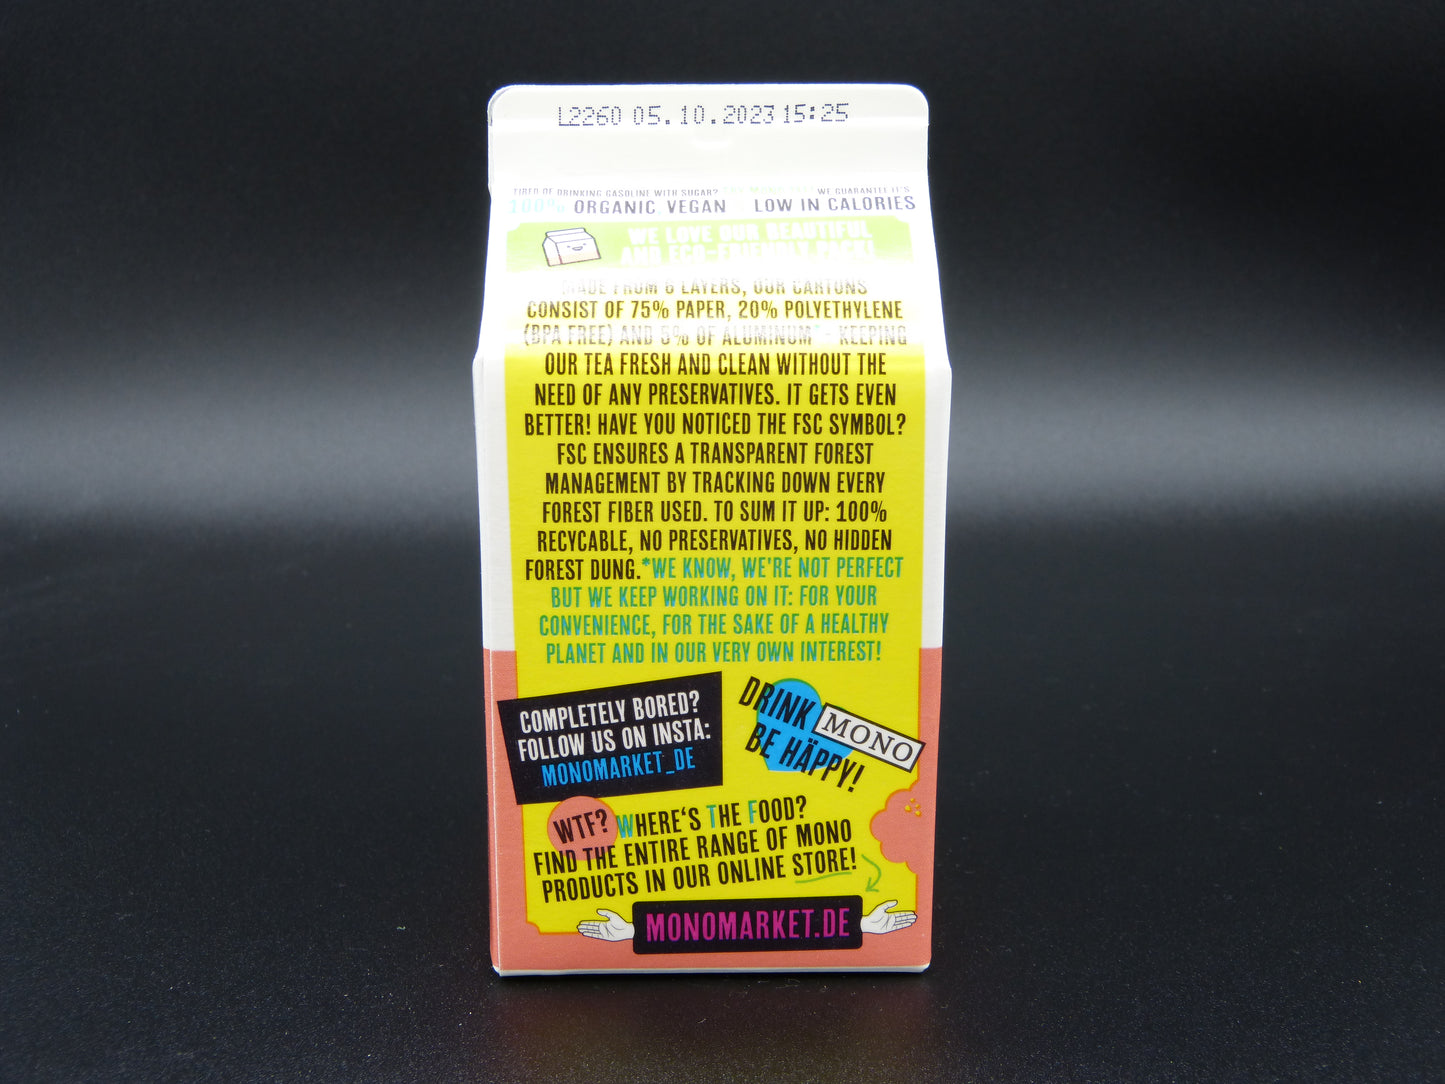 L2260 05.10.2023 15:25
TIRED OF DRINKING GASOLINE WITH SUGAR? WE GUARANTEE IT'S
100% ORGANIC, VEGAN LOW IN CALORIES
WE LOVE OUR BEAUTIFUL
AND ECO-FRIENDLY PACK!
MADE FROM 6 LAYERS, OUR CARTONS
CONSIST OF 75% PAPER, 20% POLYETHYLENE
(BPA FREE) AND 5% OF ALUMINUM* - KEEPING
OUR TEA FRESH AND CLEAN WITHOUT THE
NEED OF ANY PRESERVATIVES. IT GETS EVEN
BETTER! HAVE YOU NOTICED THE FSC SYMBOL?
FSC ENSURES A TRANSPARENT FOREST
MANAGEMENT BY TRACKING DOWN EVERY
FOREST FIBER USED. TO SUM IT UP: 100%
RECYCABLE, NO PRESERVATIVES, NO HIDDEN
FOREST DUNG.*WE KNOW, WE'RE NOT PERFECT
BUT WE KEEP WORKING ON IT: FOR YOUR
CONVENIENCE, FOR THE SAKE OF A HEALTHY
PLANET AND IN OUR VERY OWN INTEREST!
COMPLETELY BORED?
FOLLOW US ON INSTA:
MONOMARKET_DE
DRINK MONO
BE HÄPPY!
WTF? WHERE'S THE FOOD?
FIND THE ENTIRE RANGE OF MONO
PRODUCTS IN OUR ONLINE STORE!
MONOMARKET.DE